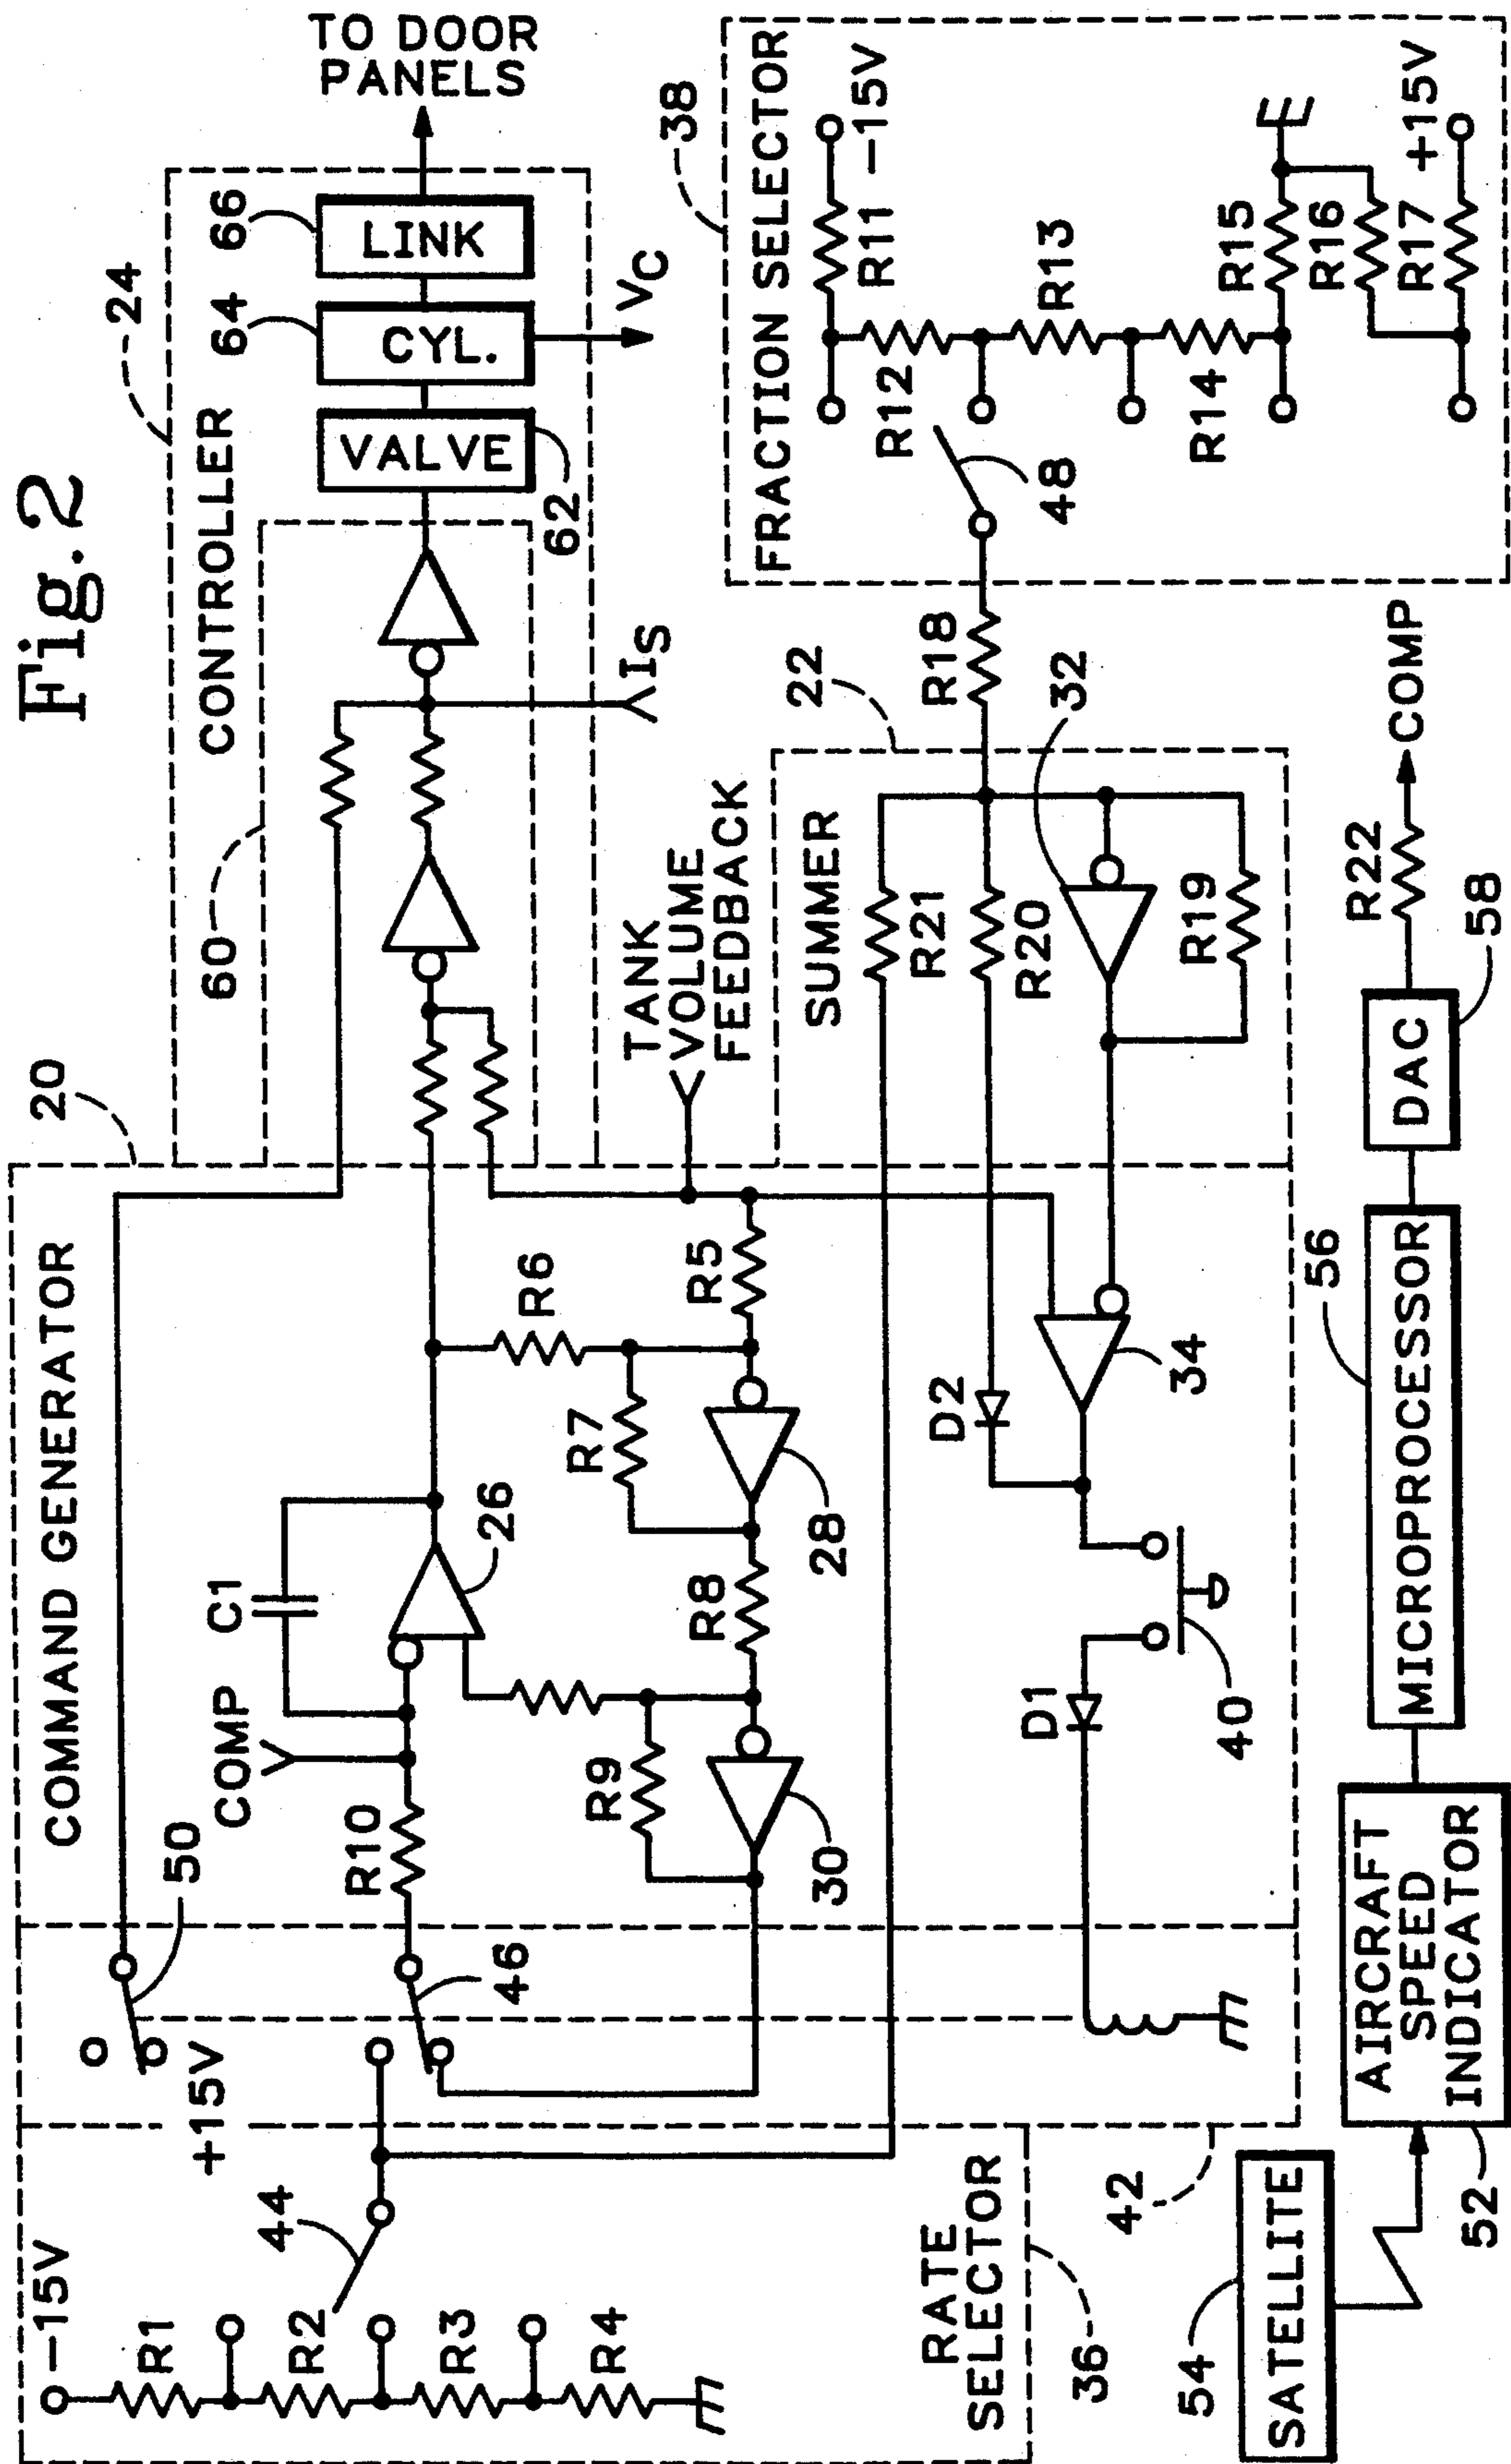 Fig.2
-15V
R1
R2
R3
R4
44
RATE
SELECTOR
36
+15V
50
46
42
COMMAND GENERATOR
20
COMP
C1
R10
26
R6
R5
R7
R8
R9
28
30
D2
D1
34
40
CONTROLLER
24
60
VALVE
62
CYL.
64
LINK
66
TO DOOR
PANELS
VC
IS
TANK
VOLUME
FEEDBACK
SUMMER
22
R21
R20
R19
32
R18
FRACTION SELECTOR
38
48
R11
-15V
R12
R13
R14
R15
R16
R17
+15V
SATELLITE
54
AIRCRAFT
SPEED
INDICATOR
52
MICROPROCESSOR
56
DAC
58
R22
COMP